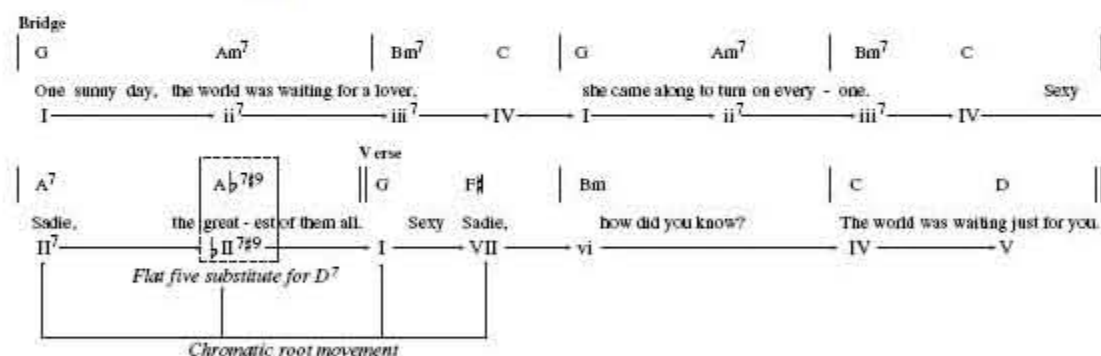 Bridge
G Am7 Bm7 C G Am7 Bm7 C
One sunny day, the world was waiting for a lover, she came along to turn on every - one. Sexy
I ii7 iii7 IV I ii7 iii7 IV
Verse
A7 A♭7♯9 G F♯ Bm C D
Sadie, the great - est of them all. Sexy Sadie, how did you know? The world was waiting just for you.
II7 ♭II7♯9 I VII vi IV V
Flat five substitute for D7
Chromatic root movement